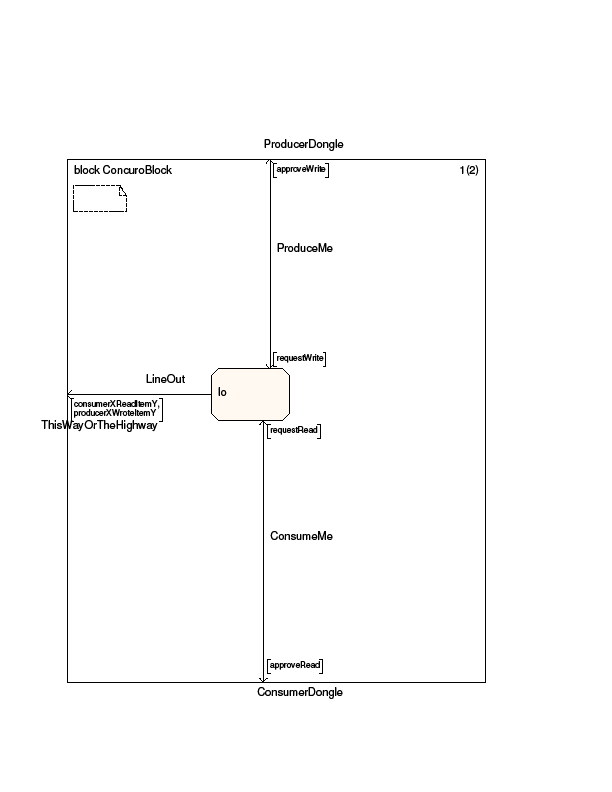 ProducerDongle
block ConcuroBlock
1(2)
[approveWrite]
ProduceMe
[requestWrite]
LineOut
Io
[consumerXReadItemY,
producerXWroteItemY]
ThisWayOrTheHighway
[requestRead]
ConsumeMe
[approveRead]
ConsumerDongle